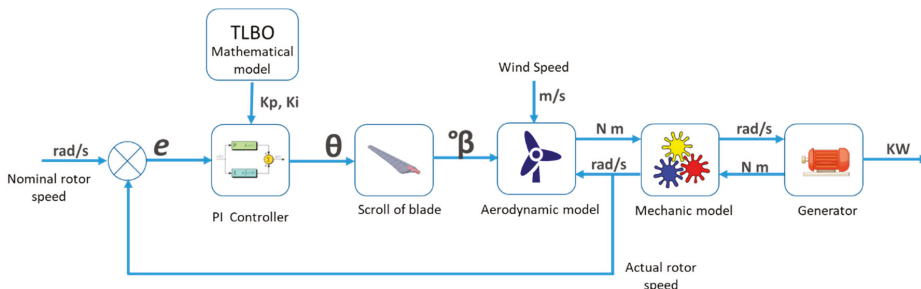 TLBO
Mathematical
model
Kp, Ki
Wind Speed
m/s
rad/s
e
θ
°β
N m
rad/s
rad/s
N m
KW
Nominal rotor
speed
PI Controller
Scroll of blade
Aerodynamic model
Mechanic model
Generator
Actual rotor
speed